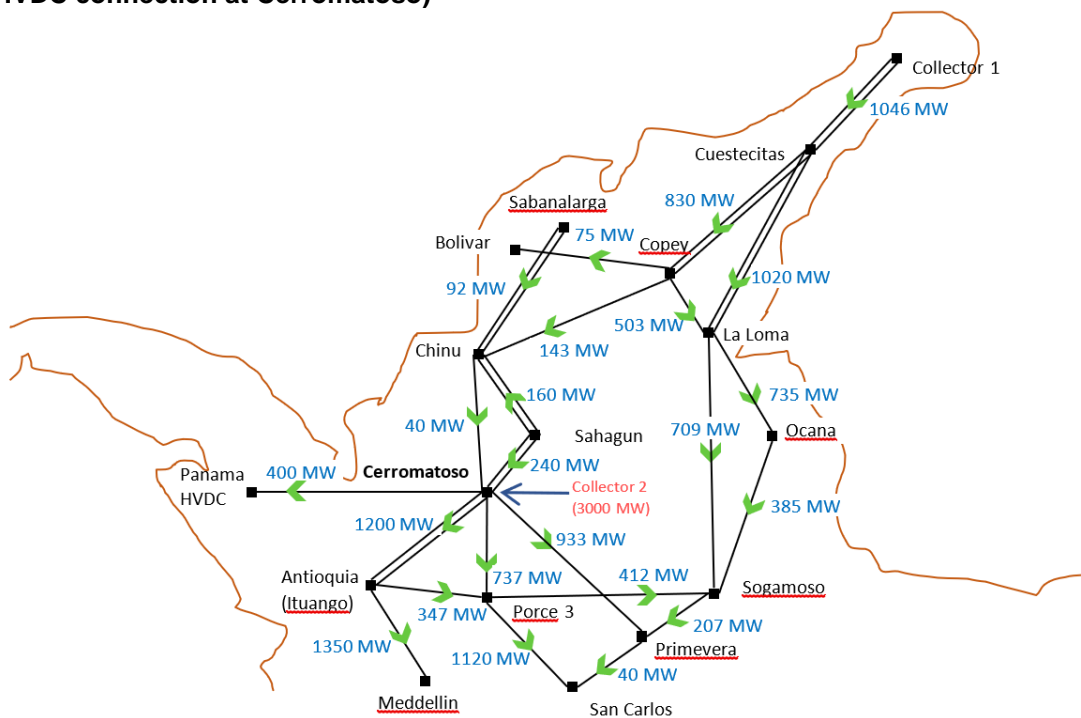 HVDC connection at Cerromatoso)
Collector 1
1046 MW
Cuestecitas
Sabanalarga
830 MW
Bolivar
75 MW
Copey
92 MW
1020 MW
503 MW
La Loma
Chinu
143 MW
160 MW
735 MW
40 MW
Sahagun
709 MW
Ocana
Cerromatoso
240 MW
Panama
HVDC
400 MW
Collector 2
(3000 MW)
385 MW
1200 MW
933 MW
Antioquia
(Ituango)
737 MW
412 MW
Sogamoso
347 MW
Porce 3
207 MW
1350 MW
1120 MW
Primevera
40 MW
Meddellin
San Carlos